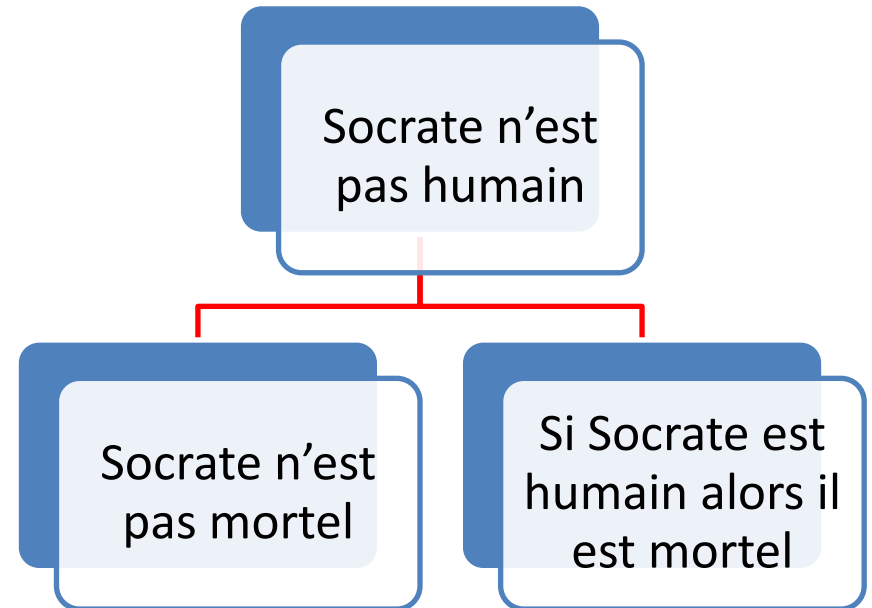 Socrate n’est
pas humain
Socrate n’est
pas mortel
Si Socrate est
humain alors il
est mortel